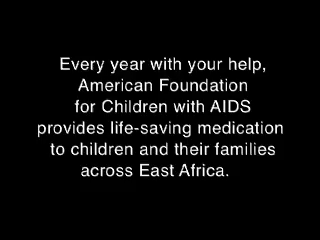 Every year with your help,
American Foundation
for Children with AIDS
provides life-saving medication
to children and their families
across East Africa.